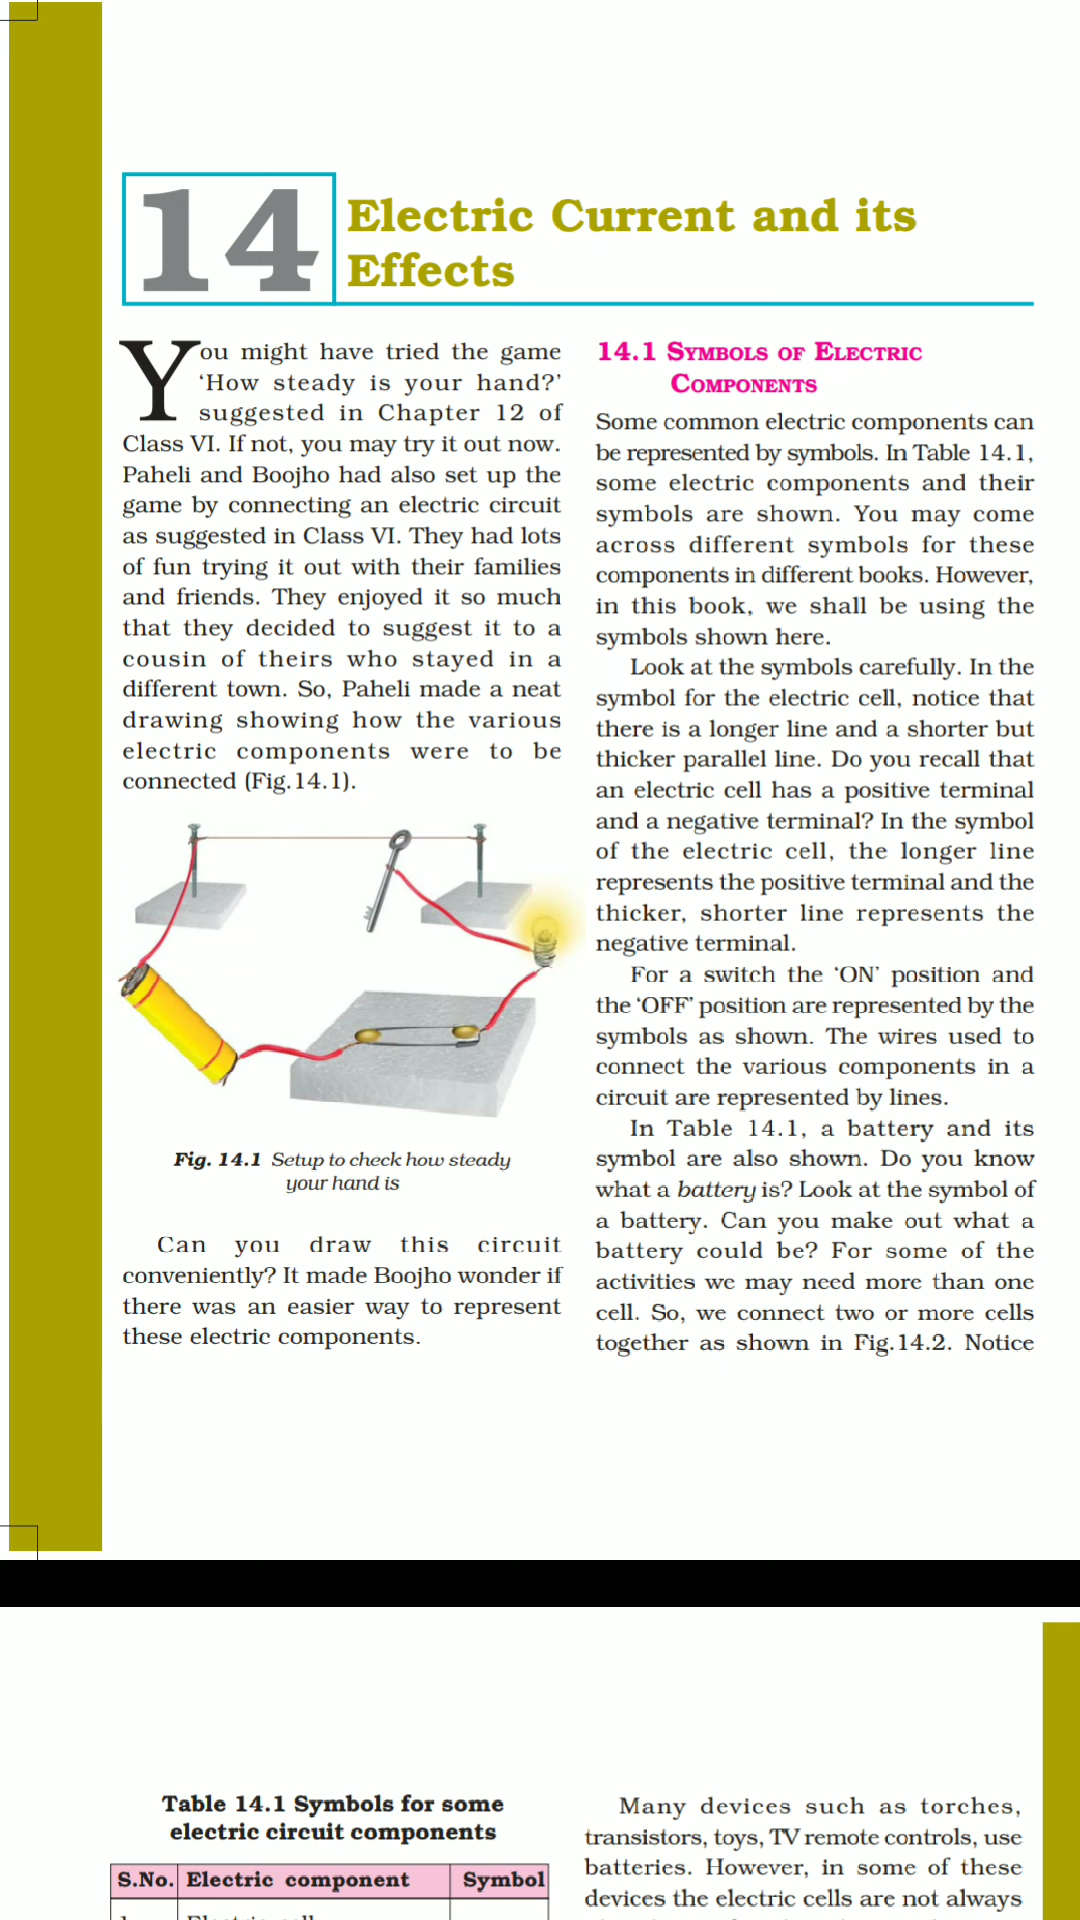 14
Electric Current and its
Effects
You might have tried the game
‘How steady is your hand?’
suggested in Chapter 12 of
Class VI. If not, you may try it out now.
Paheli and Boojho had also set up the
game by connecting an electric circuit
as suggested in Class VI. They had lots
of fun trying it out with their families
and friends. They enjoyed it so much
that they decided to suggest it to a
cousin of theirs who stayed in a
different town. So, Paheli made a neat
drawing showing how the various
electric components were to be
connected (Fig.14.1).
Fig. 14.1 Setup to check how steady
your hand is
Can you draw this circuit
conveniently? It made Boojho wonder if
there was an easier way to represent
these electric components.
14.1 SYMBOLS OF ELECTRIC
COMPONENTS
Some common electric components can
be represented by symbols. In Table 14.1,
some electric components and their
symbols are shown. You may come
across different symbols for these
components in different books. However,
in this book, we shall be using the
symbols shown here.
Look at the symbols carefully. In the
symbol for the electric cell, notice that
there is a longer line and a shorter but
thicker parallel line. Do you recall that
an electric cell has a positive terminal
and a negative terminal? In the symbol
of the electric cell, the longer line
represents the positive terminal and the
thicker, shorter line represents the
negative terminal.
For a switch the ‘ON’ position and
the ‘OFF’ position are represented by the
symbols as shown. The wires used to
connect the various components in a
circuit are represented by lines.
In Table 14.1, a battery and its
symbol are also shown. Do you know
what a battery is? Look at the symbol of
a battery. Can you make out what a
battery could be? For some of the
activities we may need more than one
cell. So, we connect two or more cells
together as shown in Fig.14.2. Notice
Table 14.1 Symbols for some
electric circuit components
S.No. Electric component Symbol
Many devices such as torches,
transistors, toys, TV remote controls, use
batteries. However, in some of these
devices the electric cells are not always